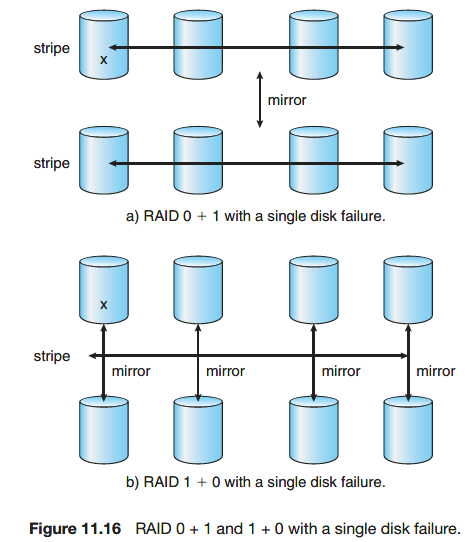 stripe
x
mirror
stripe
a) RAID 0 + 1 with a single disk failure.
x
stripe
mirror mirror mirror mirror
b) RAID 1 + 0 with a single disk failure.
Figure 11.16 RAID 0 + 1 and 1 + 0 with a single disk failure.